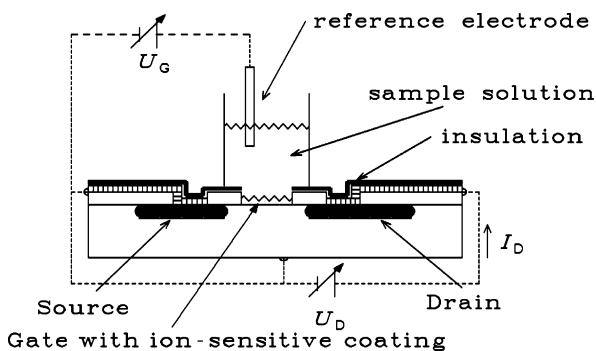 reference electrode
U_G
sample solution
insulation
I_D
Source
Drain
U_D
Gate with ion-sensitive coating